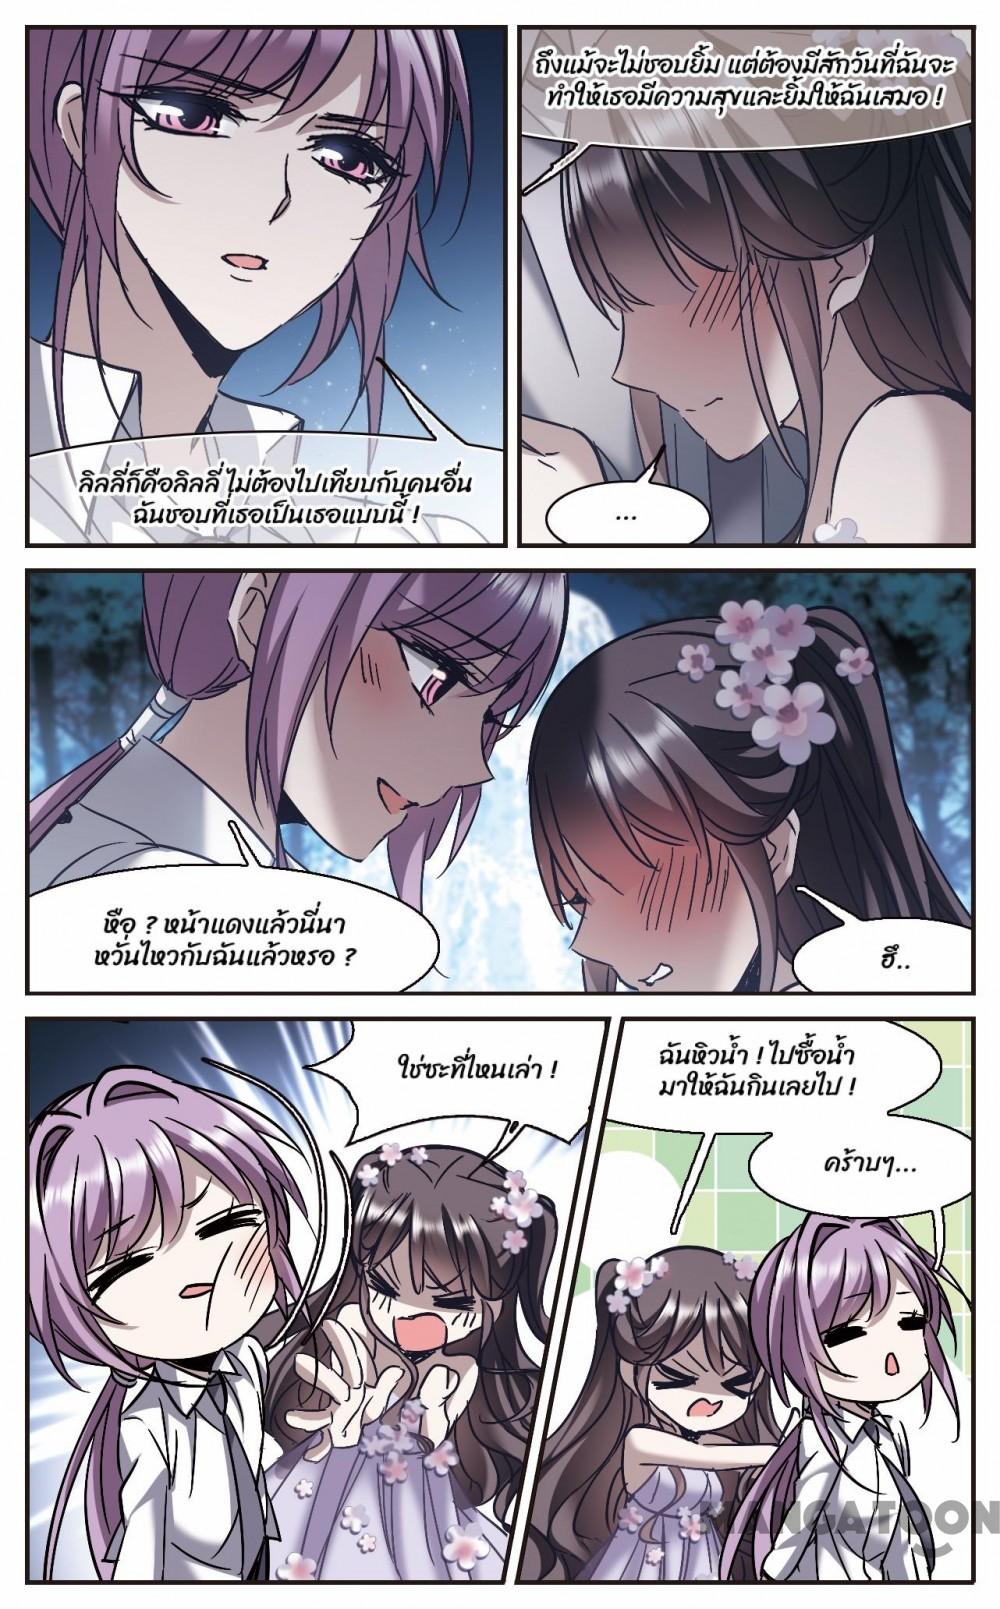 ลิลลี่ก็คือลิลลี่ ไม่ต้องไปเทียบกับคนอื่น
ฉันชอบที่เธอเป็นเธอแบบนี้ !
ถึงแม้จะไม่ชอบยิ้ม แต่ต้องมีสักวันที่ฉันจะ
ทำให้เธอมีความสุขและยิ้มให้ฉันเสมอ !
...
หือ ? หน้าแดงแล้วนี่นา
หวั่นไหวกับฉันแล้วหรอ ?
ฮึ..
ใช่ซะที่ไหนเล่า !
ฉันหิวน้ำ ! ไปซื้อน้ำ
มาให้ฉันกินเลยไป !
คร้าบๆ...
MANGATOON